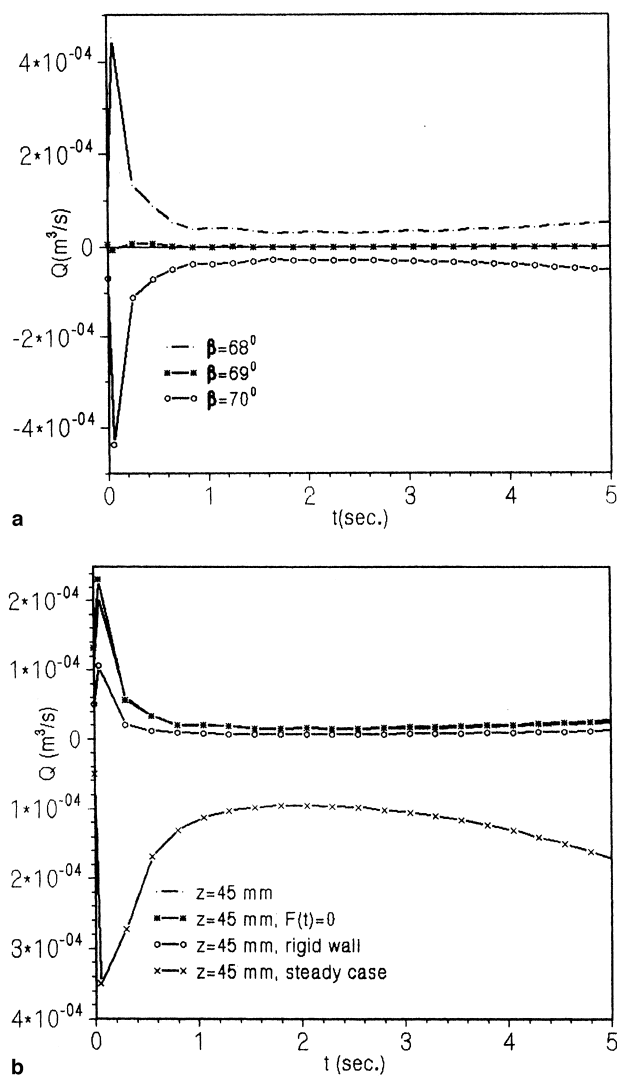 4*10⁻⁰⁴
2*10⁻⁰⁴
0
-2*10⁻⁰⁴
-4*10⁻⁰⁴
Q(m³/s)
β=68⁰
β=69⁰
β=70⁰
0 1 2 3 4 5
t(sec.)
a
2*10⁻⁰⁴
1*10⁻⁰⁴
0
1*10⁻⁰⁴
2*10⁻⁰⁴
3*10⁻⁰⁴
4*10⁻⁰⁴
Q (m³/s)
z=45 mm
z=45 mm, F(t)=0
z=45 mm, rigid wall
z=45 mm, steady case
0 1 2 3 4 5
t (sec.)
b